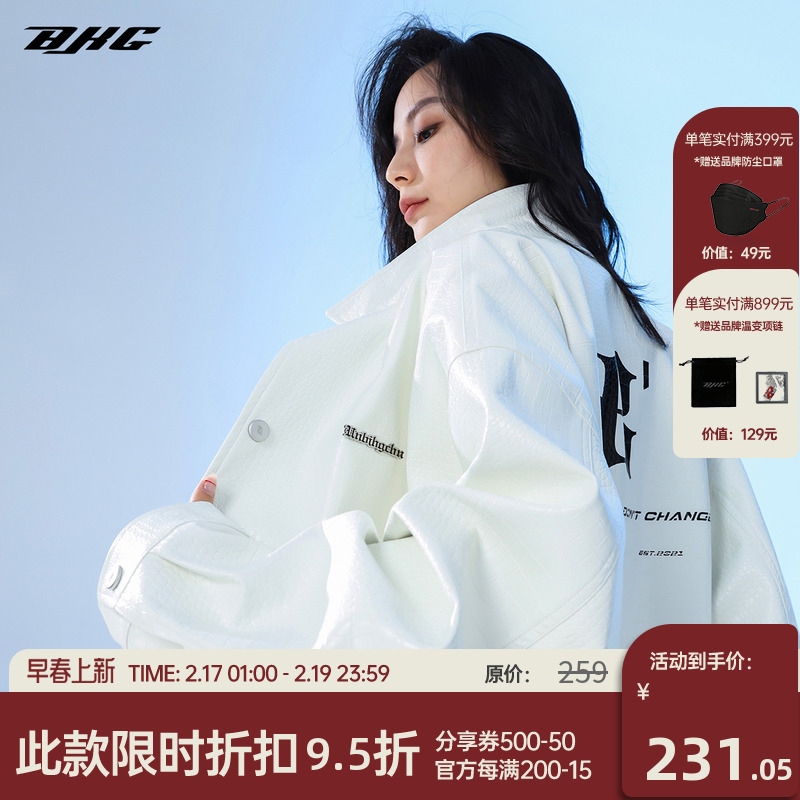 BHG
单笔实付满399元
*赠送品牌防尘口罩
价值：49元
单笔实付满899元
*赠送品牌温变项链
BHG
价值：129元
Unbihgchu
DON'T CHANGE
EST.2021
早春上新 TIME: 2.17 01:00 - 2.19 23:59
原价： 259
活动到手价：
¥
231.05
此款限时折扣 9.5折
分享券500-50
官方每满200-15